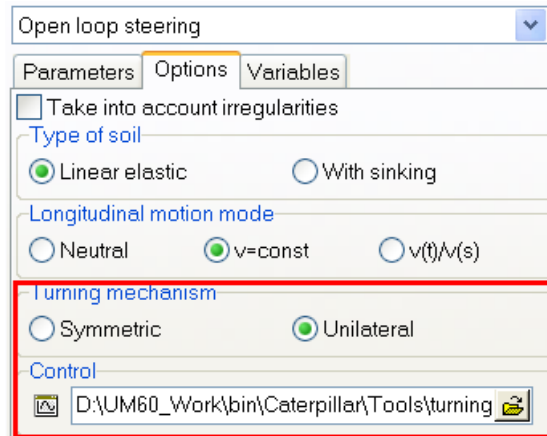 Open loop steering
Parameters Options Variables
Take into account irregularities
Type of soil
Linear elastic With sinking
Longitudinal motion mode
Neutral v=const v(t)/v(s)
Turning mechanism
Symmetric Unilateral
Control
D:\UM60_Work\bin\Caterpillar\Tools\turning